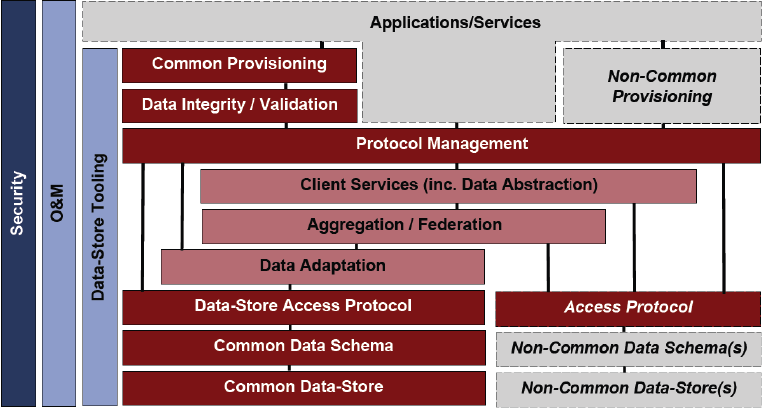 Security
O&M
Data-Store Tooling
Applications/Services
Common Provisioning
Data Integrity / Validation
Non-Common
Provisioning
Protocol Management
Client Services (inc. Data Abstraction)
Aggregation / Federation
Data Adaptation
Data-Store Access Protocol
Access Protocol
Common Data Schema
Non-Common Data Schema(s)
Common Data-Store
Non-Common Data-Store(s)